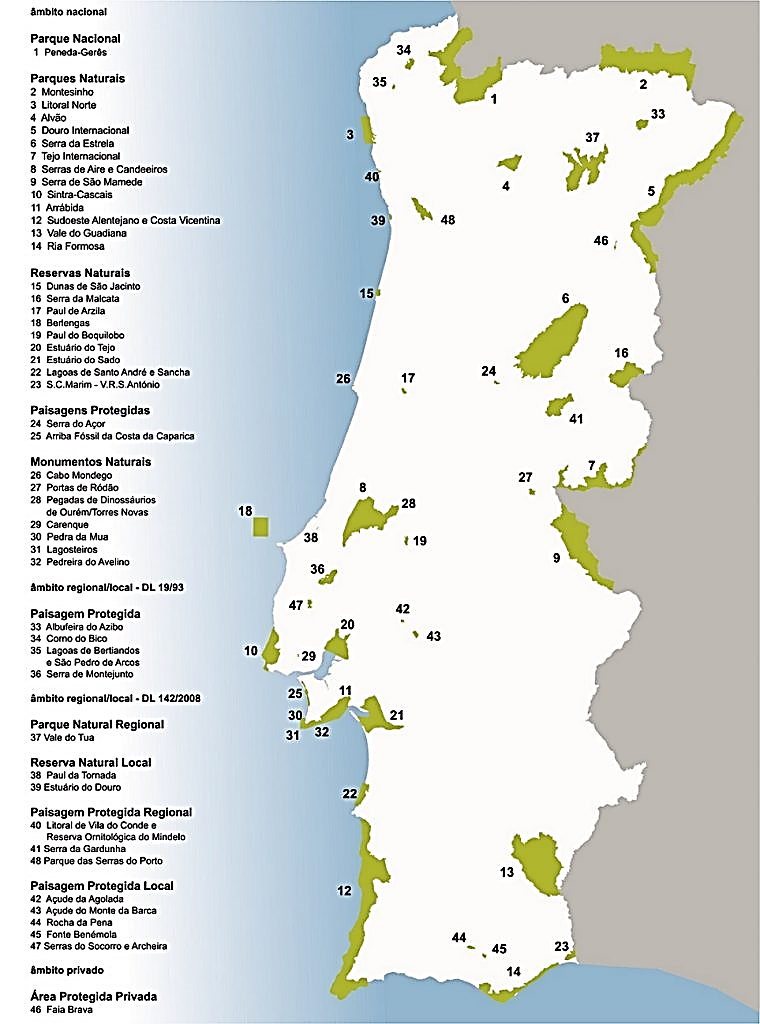 âmbito nacional
Parque Nacional
1 Peneda-Gerês
Parques Naturais
2 Montesinho
3 Litoral Norte
4 Alvão
5 Douro Internacional
6 Serra da Estrela
7 Tejo Internacional
8 Serras de Aire e Candeeiros
9 Serra de São Mamede
10 Sintra-Cascais
11 Arrábida
12 Sudoeste Alentejano e Costa Vicentina
13 Vale do Guadiana
14 Ria Formosa
Reservas Naturais
15 Dunas de São Jacinto
16 Serra da Malcata
17 Paul de Arzila
18 Berlengas
19 Paul do Boquilobo
20 Estuário do Tejo
21 Estuário do Sado
22 Lagoas de Santo André e Sancha
23 S.C.Marim - V.R.S.António
Paisagens Protegidas
24 Serra do Açor
25 Arriba Fóssil da Costa da Caparica
Monumentos Naturais
26 Cabo Mondego
27 Portas de Ródão
28 Pegadas de Dinossáurios
de Ourém/Torres Novas
29 Carenque
30 Pedra da Mua
31 Lagosteiros
32 Pedreira do Avelino
âmbito regional/local - DL 19/93
Paisagem Protegida
33 Albufeira do Azibo
34 Corno do Bico
35 Lagoas de Bertiandos
e São Pedro de Arcos
36 Serra de Montejunto
âmbito regional/local - DL 142/2008
Parque Natural Regional
37 Vale do Tua
Reserva Natural Local
38 Paul da Tornada
39 Estuário do Douro
Paisagem Protegida Regional
40 Litoral de Vila do Conde e
Reserva Ornitológica do Mindelo
41 Serra da Gardunha
48 Parque das Serras do Porto
Paisagem Protegida Local
42 Açude da Agolada
43 Açude do Monte da Barca
44 Rocha da Pena
45 Fonte Benémola
47 Serras do Socorro e Archeira
âmbito privado
Área Protegida Privada
46 Faia Brava
34
35
1
2
33
3
37
40
4
5
39
48
46
15
6
16
26
17
24
41
7
27
8
28
18
38
19
9
36
47
42
20
43
10
29
25
11
30
21
31
32
22
13
12
44
45
23
14